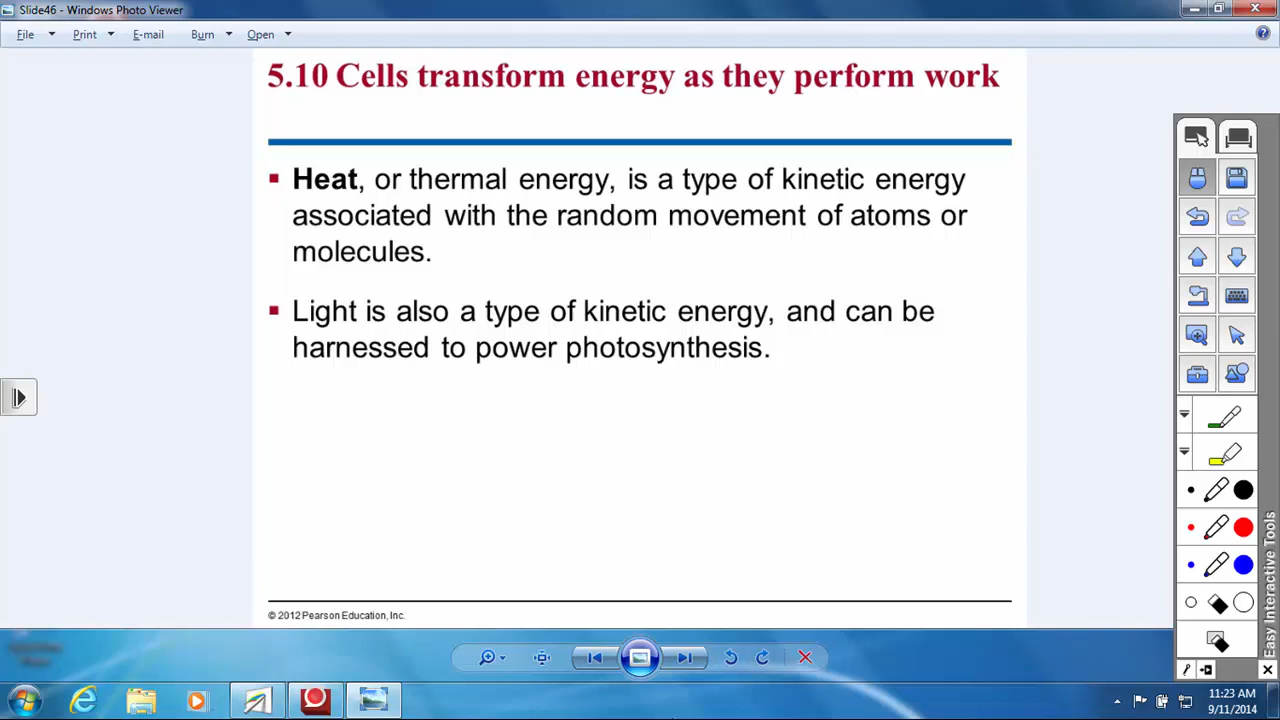 Slide46 - Windows Photo Viewer
File Print E-mail Burn Open
5.10 Cells transform energy as they perform work
▪ Heat, or thermal energy, is a type of kinetic energy
associated with the random movement of atoms or
molecules.
▪ Light is also a type of kinetic energy, and can be
harnessed to power photosynthesis.
© 2012 Pearson Education, Inc.
Easy Interactive Tools
11:23 AM
9/11/2014